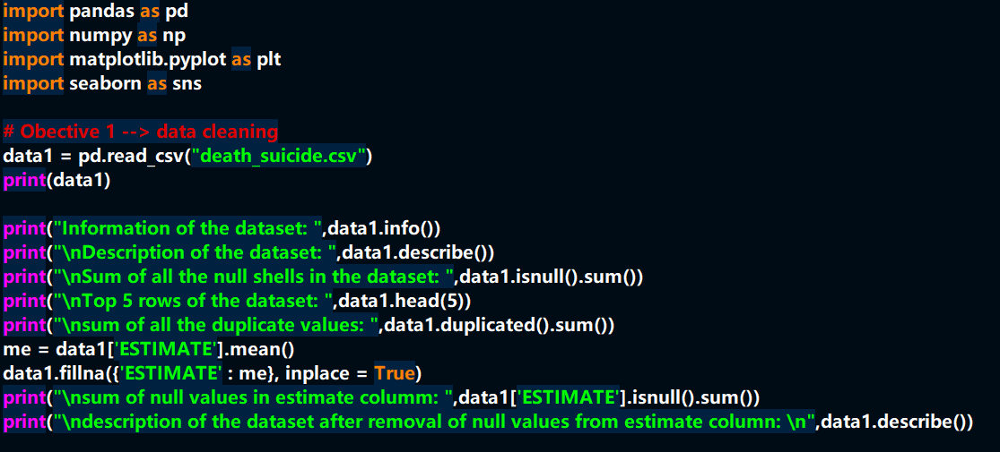 import pandas as pd
import numpy as np
import matplotlib.pyplot as plt
import seaborn as sns
# Obective 1 --> data cleaning
data1 = pd.read_csv("death_suicide.csv")
print(data1)
print("Information of the dataset: ",data1.info())
print("\nDescription of the dataset: ",data1.describe())
print("\nSum of all the null shells in the dataset: ",data1.isnull().sum())
print("\nTop 5 rows of the dataset: ",data1.head(5))
print("\nsum of all the duplicate values: ",data1.duplicated().sum())
me = data1['ESTIMATE'].mean()
data1.fillna({'ESTIMATE' : me}, inplace = True)
print("\nsum of null values in estimate columm: ",data1['ESTIMATE'].isnull().sum())
print("\ndescription of the dataset after removal of null values from estimate column: \n",data1.describe())